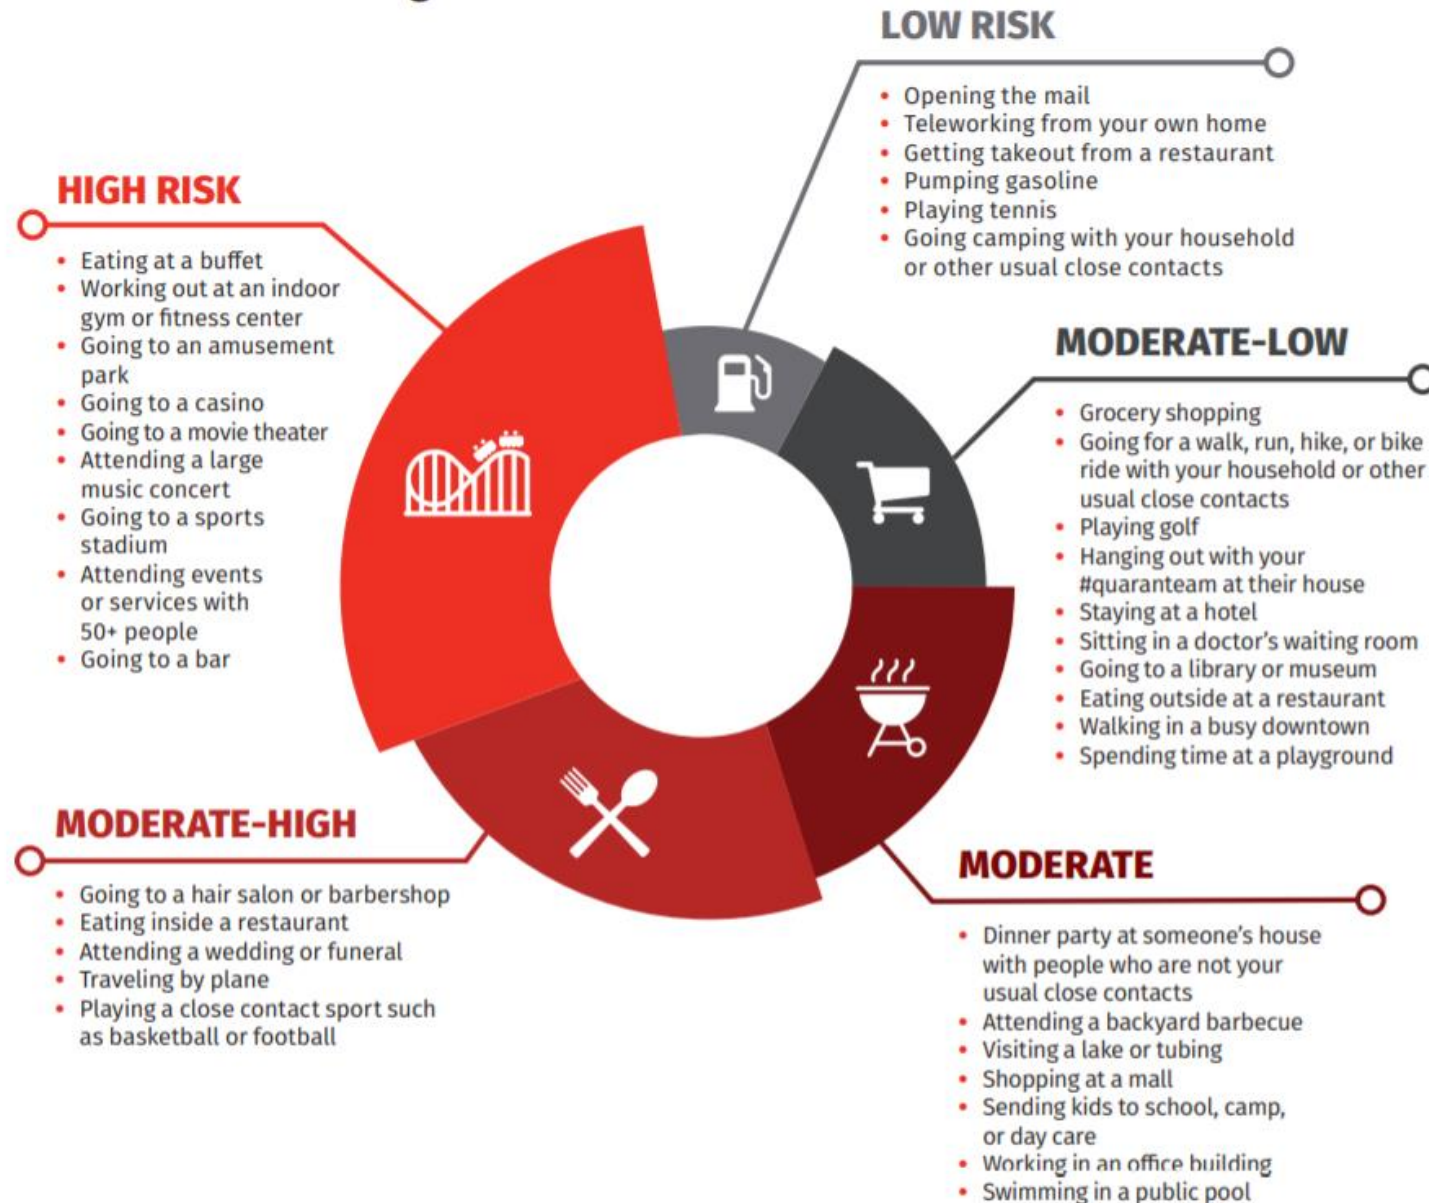 LOW RISK
• Opening the mail
• Teleworking from your own home
• Getting takeout from a restaurant
• Pumping gasoline
• Playing tennis
• Going camping with your household
or other usual close contacts
HIGH RISK
• Eating at a buffet
• Working out at an indoor
gym or fitness center
• Going to an amusement
park
• Going to a casino
• Going to a movie theater
• Attending a large
music concert
• Going to a sports
stadium
• Attending events
or services with
50+ people
• Going to a bar
MODERATE-LOW
• Grocery shopping
• Going for a walk, run, hike, or bike
ride with your household or other
usual close contacts
• Playing golf
• Hanging out with your
#quaranteam at their house
• Staying at a hotel
• Sitting in a doctor’s waiting room
• Going to a library or museum
• Eating outside at a restaurant
• Walking in a busy downtown
• Spending time at a playground
MODERATE-HIGH
• Going to a hair salon or barbershop
• Eating inside a restaurant
• Attending a wedding or funeral
• Traveling by plane
• Playing a close contact sport such
as basketball or football
MODERATE
• Dinner party at someone’s house
with people who are not your
usual close contacts
• Attending a backyard barbecue
• Visiting a lake or tubing
• Shopping at a mall
• Sending kids to school, camp,
or day care
• Working in an office building
• Swimming in a public pool